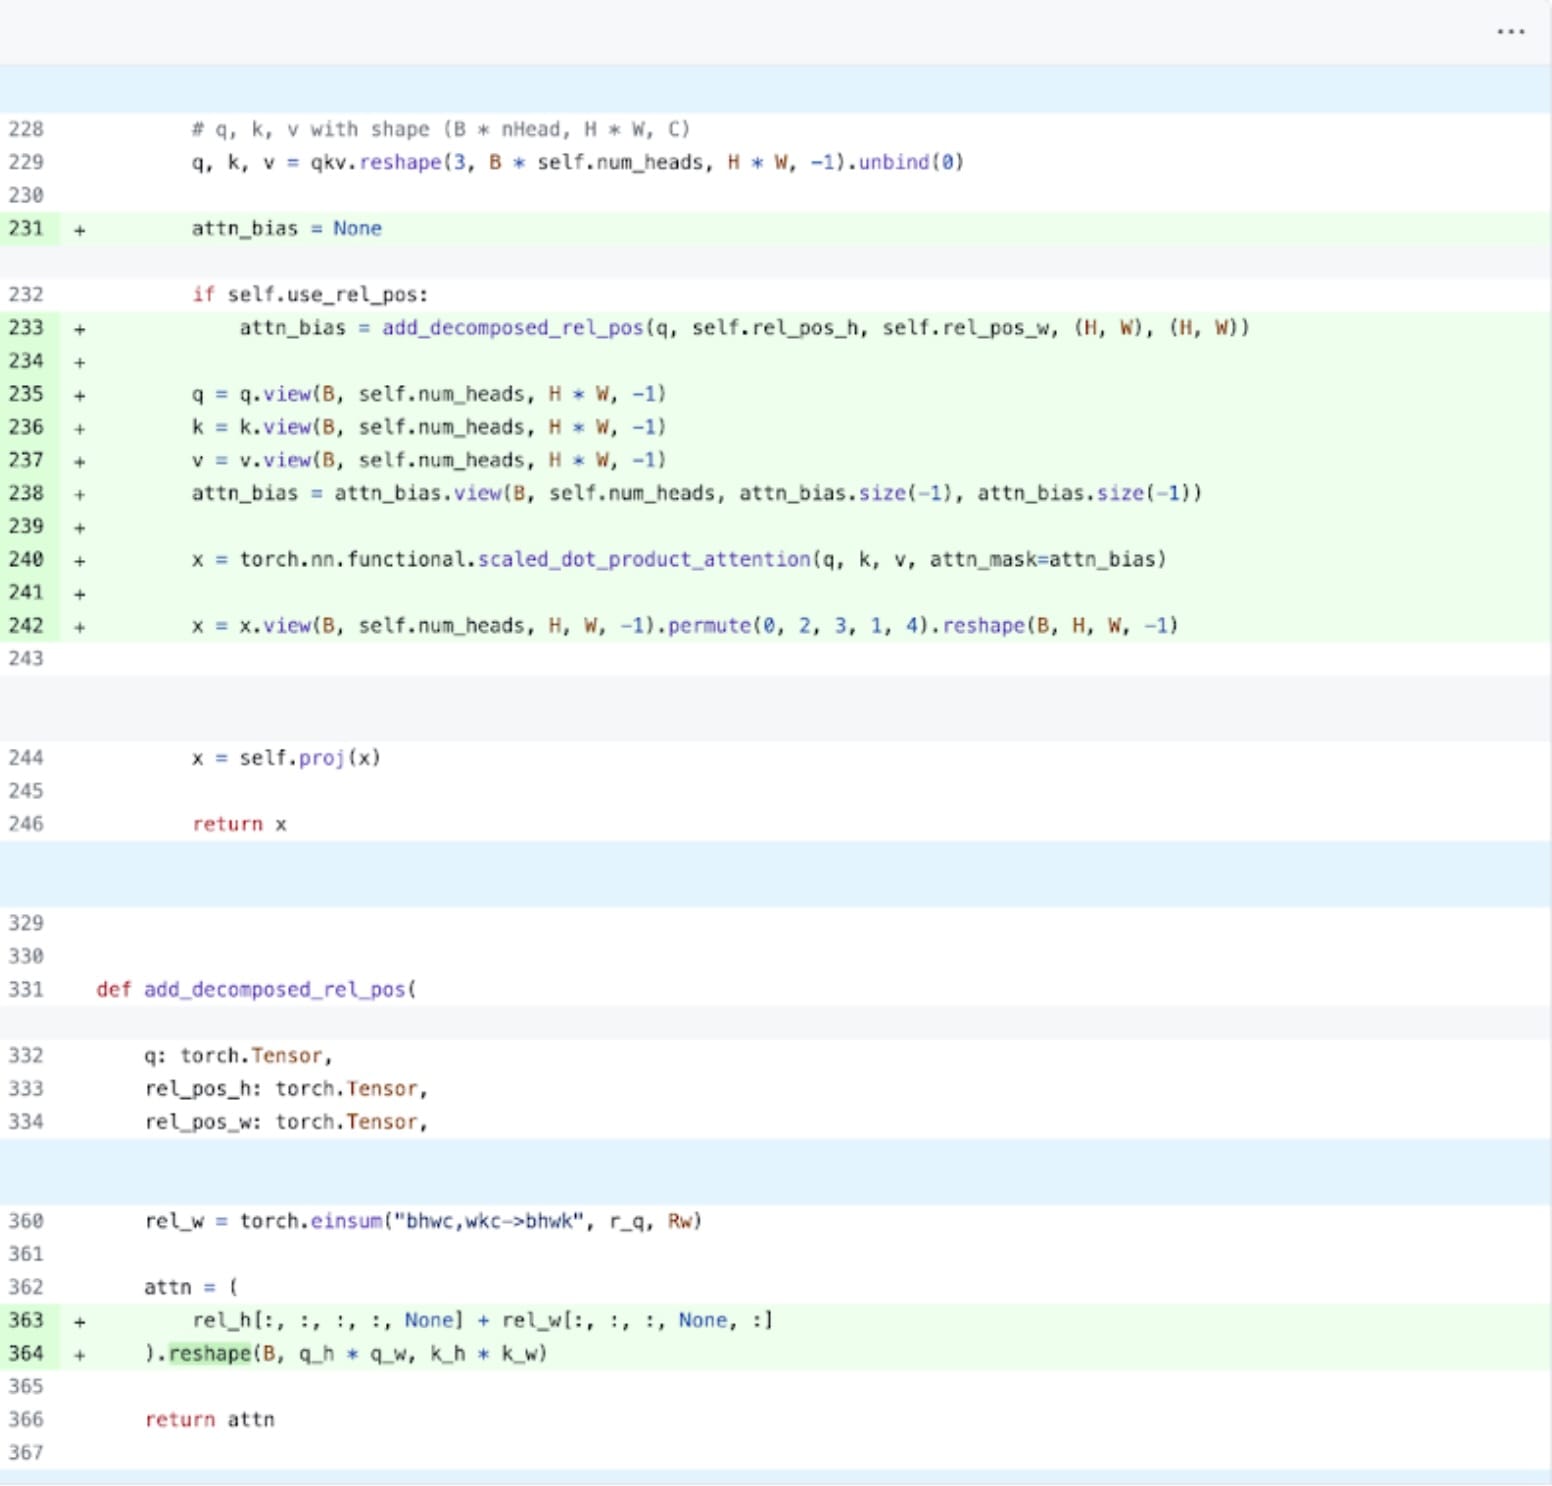 ...
228 # q, k, v with shape (B * nHead, H * W, C)
229 q, k, v = qkv.reshape(3, B * self.num_heads, H * W, -1).unbind(0)
230
231 + attn_bias = None
232 if self.use_rel_pos:
233 + attn_bias = add_decomposed_rel_pos(q, self.rel_pos_h, self.rel_pos_w, (H, W), (H, W))
234 +
235 + q = q.view(B, self.num_heads, H * W, -1)
236 + k = k.view(B, self.num_heads, H * W, -1)
237 + v = v.view(B, self.num_heads, H * W, -1)
238 + attn_bias = attn_bias.view(B, self.num_heads, attn_bias.size(-1), attn_bias.size(-1))
239 +
240 + x = torch.nn.functional.scaled_dot_product_attention(q, k, v, attn_mask=attn_bias)
241 +
242 + x = x.view(B, self.num_heads, H, W, -1).permute(0, 2, 3, 1, 4).reshape(B, H, W, -1)
243
244 x = self.proj(x)
245
246 return x
329
330
331 def add_decomposed_rel_pos(
332 q: torch.Tensor,
333 rel_pos_h: torch.Tensor,
334 rel_pos_w: torch.Tensor,
360 rel_w = torch.einsum("bhwc,wkc->bhwk", r_q, Rw)
361
362 attn = (
363 + rel_h[:, :, :, :, None] + rel_w[:, :, :, None, :]
364 + ).reshape(B, q_h * q_w, k_h * k_w)
365
366 return attn
367